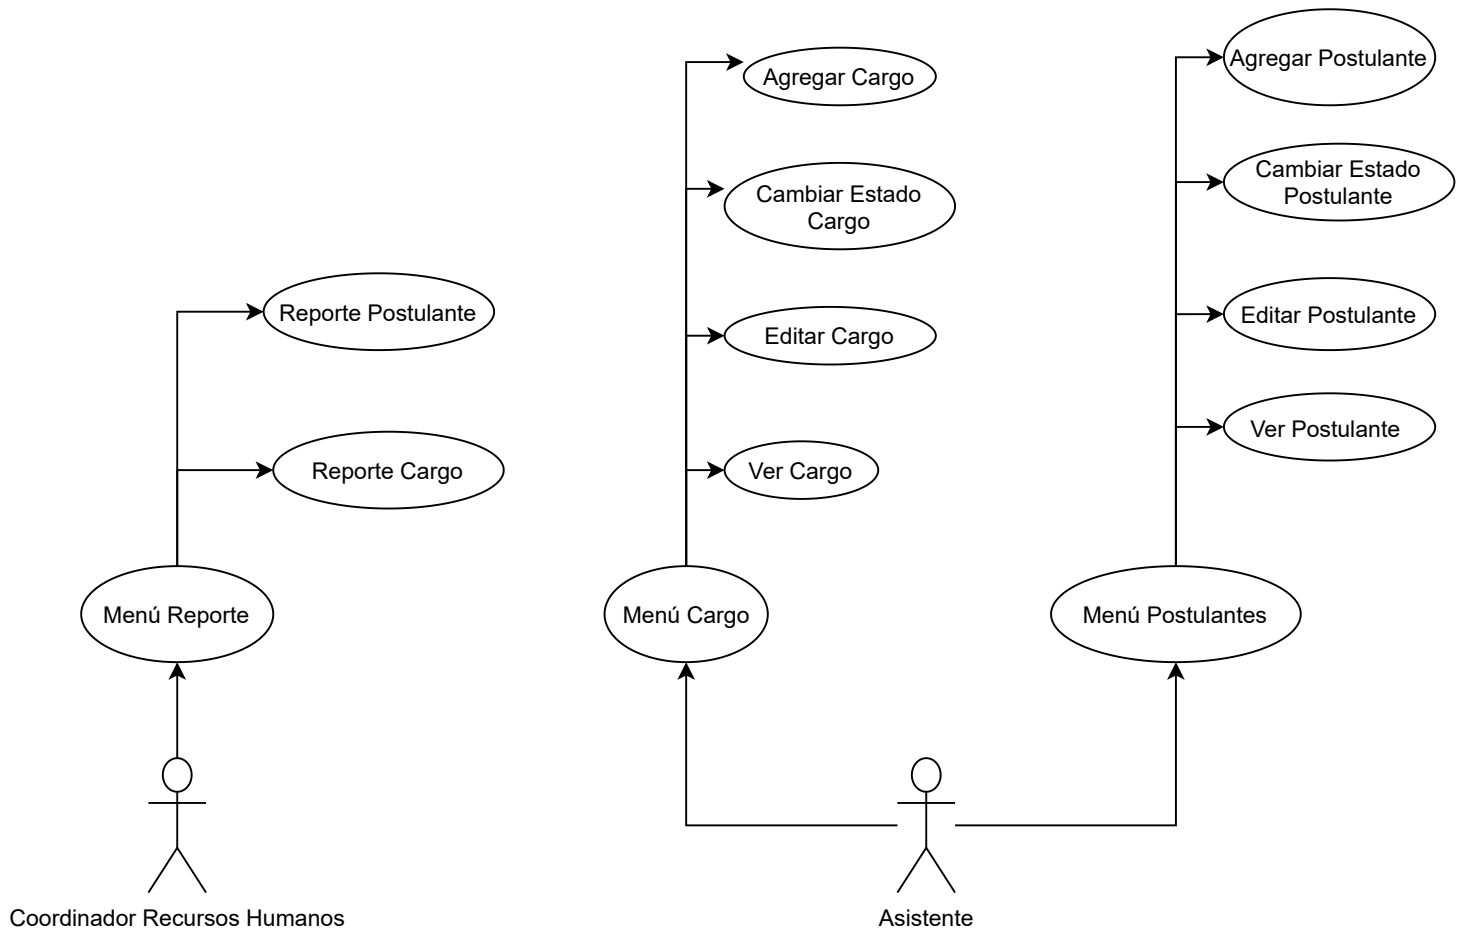 Agregar Cargo
Agregar Postulante
Cambiar Estado
Cargo
Cambiar Estado
Postulante
Reporte Postulante
Editar Cargo
Editar Postulante
Reporte Cargo
Ver Cargo
Ver Postulante
Menú Reporte
Menú Cargo
Menú Postulantes
Coordinador Recursos Humanos
Asistente